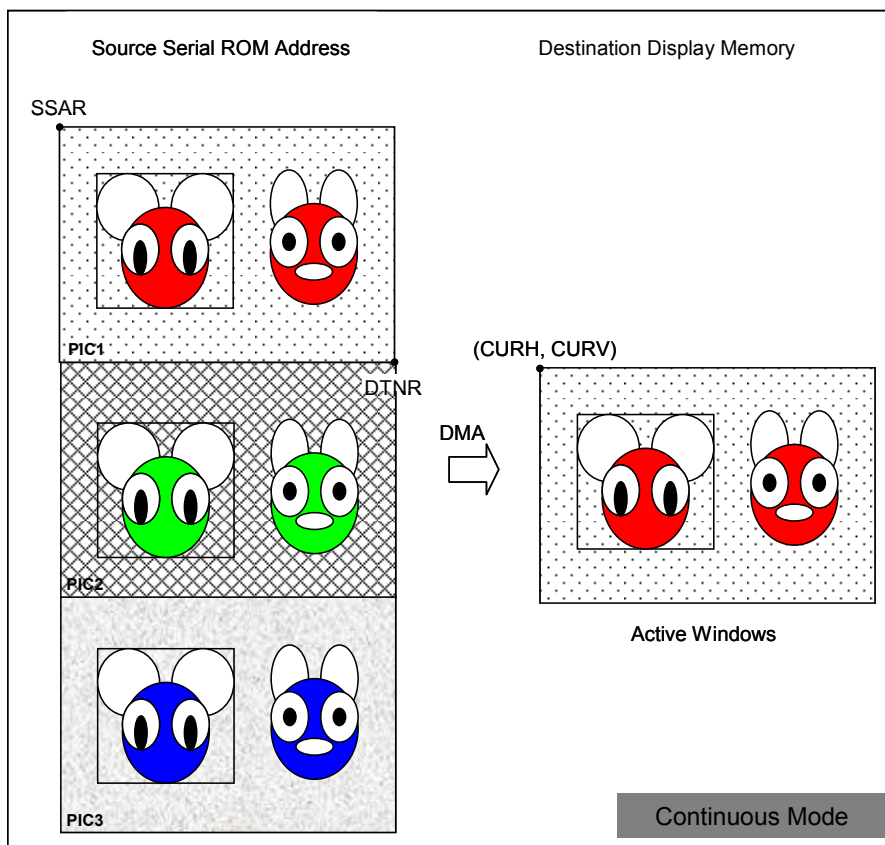 Source Serial ROM Address
Destination Display Memory
SSAR
PIC1
DTNR
(CURH, CURV)
DMA
PIC2
Active Windows
PIC3
Continuous Mode